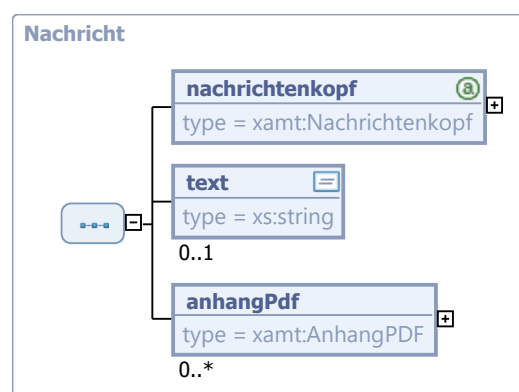 Nachricht
nachrichtenkopf
type = xamt:Nachrichtenkopf
text
type = xs:string
0..1
anhangPdf
type = xamt:AnhangPDF
0..*